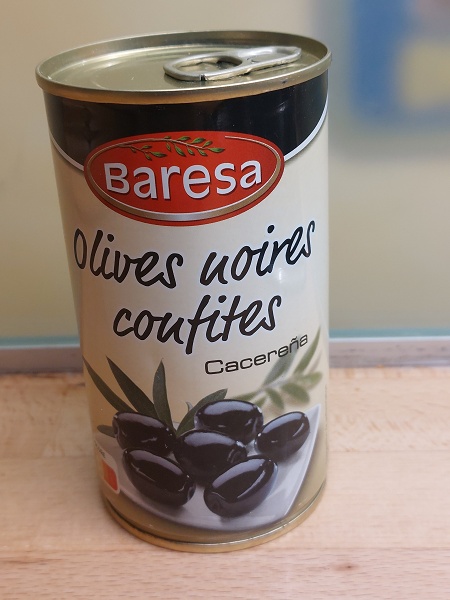 Baresa
Olives noires
confites
Cacereña